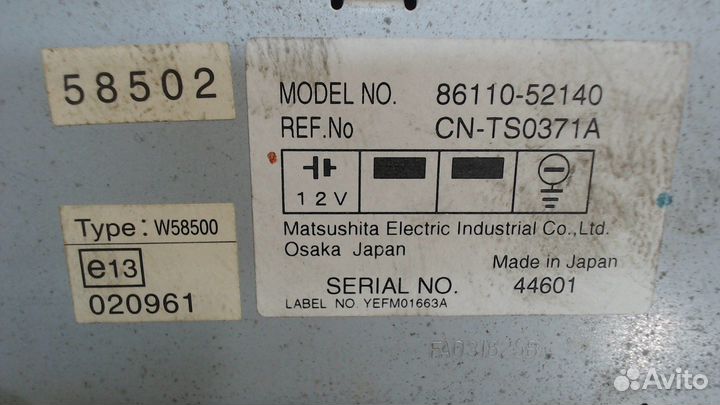 58502
MODEL NO. 86110-52140
REF.No CN-TS0371A
12V
Matsushita Electric Industrial Co.,Ltd.
Osaka Japan
Made in Japan
SERIAL NO. 44601
LABEL NO. YEFM01663A
Type: W58500
e13
020961
Avito